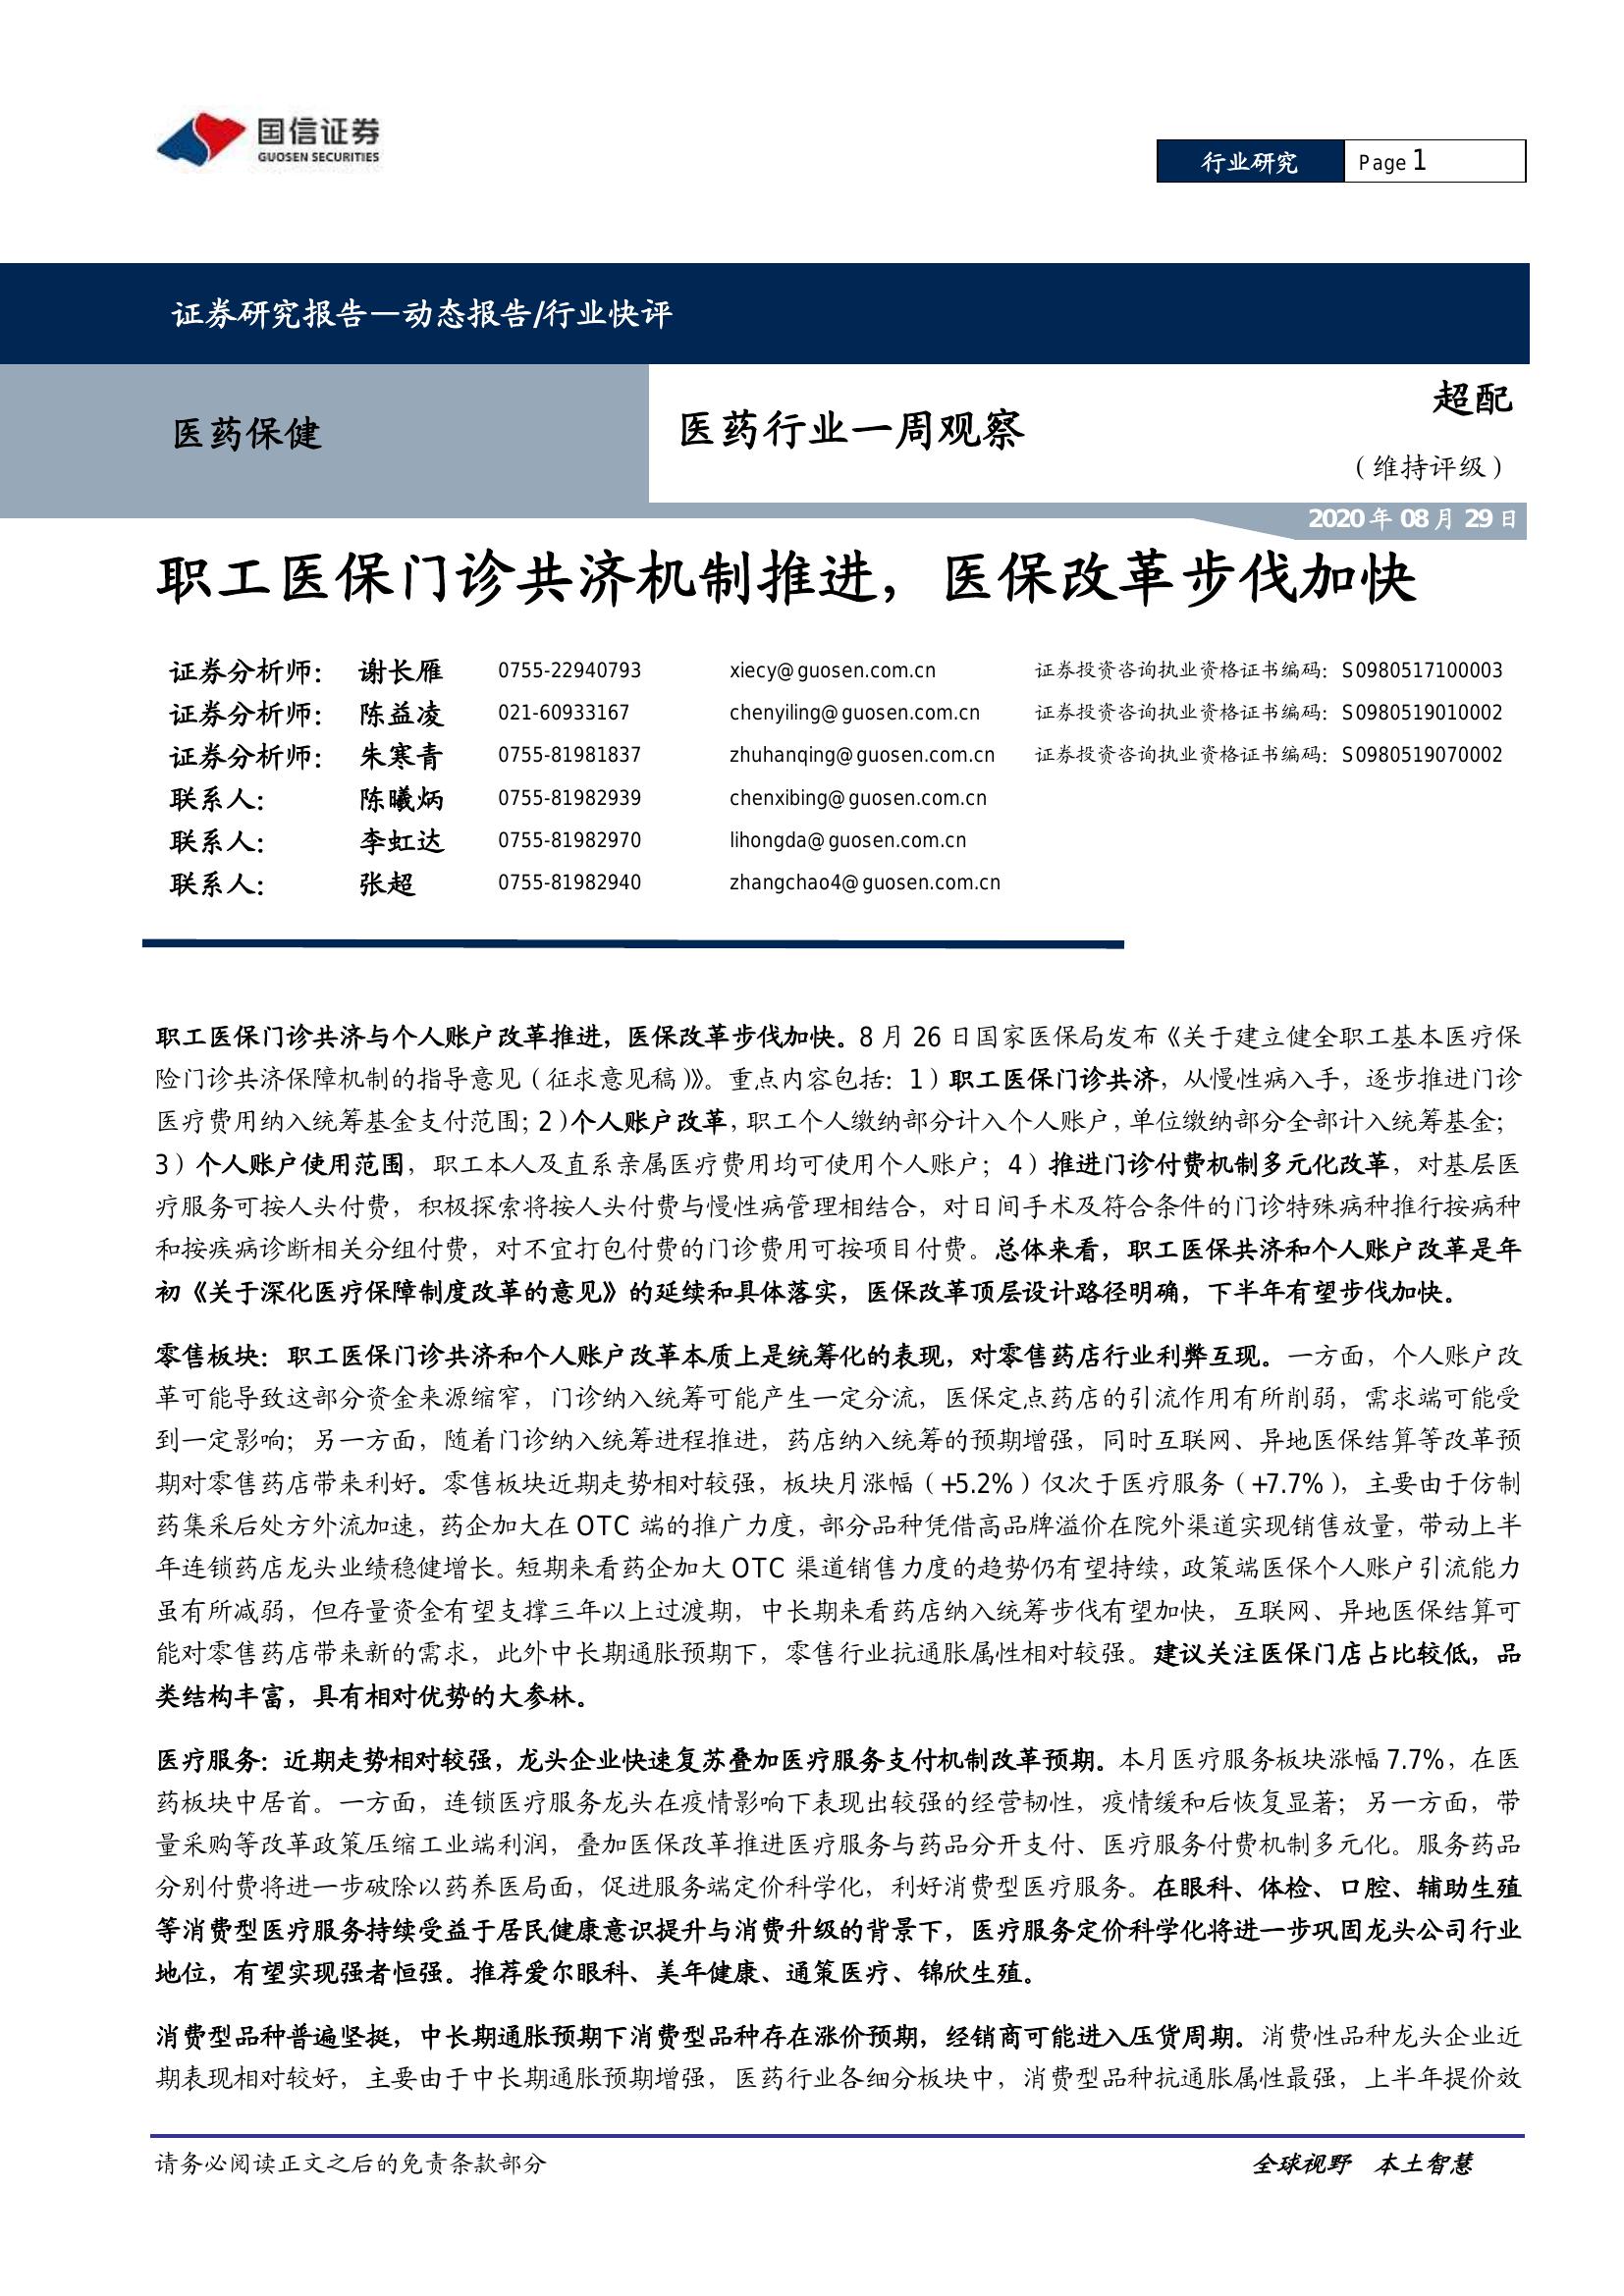 国信证券
GUOSEN SECURITIES
行业研究
Page 1
证券研究报告—动态报告/行业快评
医药保健
医药行业一周观察
超配
（维持评级）
2020 年 08 月 29 日
职工医保门诊共济机制推进，医保改革步伐加快
证券分析师： 谢长雁 0755-22940793 xiecy@guosen.com.cn 证券投资咨询执业资格证书编码：S0980517100003
证券分析师： 陈益凌 021-60933167 chenyiling@guosen.com.cn 证券投资咨询执业资格证书编码：S0980519010002
证券分析师： 朱寒青 0755-81981837 zhuhanqing@guosen.com.cn 证券投资咨询执业资格证书编码：S0980519070002
联系人： 陈曦炳 0755-81982939 chenxibing@guosen.com.cn
联系人： 李虹达 0755-81982970 lihongda@guosen.com.cn
联系人： 张超 0755-81982940 zhangchao4@guosen.com.cn
职工医保门诊共济与个人账户改革推进，医保改革步伐加快。8 月 26 日国家医保局发布《关于建立健全职工基本医疗保
险门诊共济保障机制的指导意见（征求意见稿）》。重点内容包括：1）职工医保门诊共济，从慢性病入手，逐步推进门诊
医疗费用纳入统筹基金支付范围；2）个人账户改革，职工个人缴纳部分计入个人账户，单位缴纳部分全部计入统筹基金；
3）个人账户使用范围，职工本人及直系亲属医疗费用均可使用个人账户；4）推进门诊付费机制多元化改革，对基层医
疗服务可按人头付费，积极探索将按人头付费与慢性病管理相结合，对日间手术及符合条件的门诊特殊病种推行按病种
和按疾病诊断相关分组付费，对不宜打包付费的门诊费用可按项目付费。总体来看，职工医保共济和个人账户改革是年
初《关于深化医疗保障制度改革的意见》的延续和具体落实，医保改革顶层设计路径明确，下半年有望步伐加快。
零售板块：职工医保门诊共济和个人账户改革本质上是统筹化的表现，对零售药店行业利弊互现。一方面，个人账户改
革可能导致这部分资金来源缩窄，门诊纳入统筹可能产生一定分流，医保定点药店的引流作用有所削弱，需求端可能受
到一定影响；另一方面，随着门诊纳入统筹进程推进，药店纳入统筹的预期增强，同时互联网、异地医保结算等改革预
期对零售药店带来利好。零售板块近期走势相对较强，板块月涨幅（+5.2%）仅次于医疗服务（+7.7%），主要由于仿制
药集采后处方外流加速，药企加大在 OTC 端的推广力度，部分品种凭借高品牌溢价在院外渠道实现销售放量，带动上半
年连锁药店龙头业绩稳健增长。短期来看药企加大 OTC 渠道销售力度的趋势仍有望持续，政策端医保个人账户引流能力
虽有所减弱，但存量资金有望支撑三年以上过渡期，中长期来看药店纳入统筹步伐有望加快，互联网、异地医保结算可
能对零售药店带来新的需求，此外中长期通胀预期下，零售行业抗通胀属性相对较强。建议关注医保门店占比较低，品
类结构丰富，具有相对优势的大参林。
医疗服务：近期走势相对较强，龙头企业快速复苏叠加医疗服务支付机制改革预期。本月医疗服务板块涨幅 7.7%，在医
药板块中居首。一方面，连锁医疗服务龙头在疫情影响下表现出较强的经营韧性，疫情缓和后恢复显著；另一方面，带
量采购等改革政策压缩工业端利润，叠加医保改革推进医疗服务与药品分开支付、医疗服务付费机制多元化。服务药品
分别付费将进一步破除以药养医局面，促进服务端定价科学化，利好消费型医疗服务。在眼科、体检、口腔、辅助生殖
等消费型医疗服务持续受益于居民健康意识提升与消费升级的背景下，医疗服务定价科学化将进一步巩固龙头公司行业
地位，有望实现强者恒强。推荐爱尔眼科、美年健康、通策医疗、锦欣生殖。
消费型品种普遍坚挺，中长期通胀预期下消费型品种存在涨价预期，经销商可能进入压货周期。消费性品种龙头企业近
期表现相对较好，主要由于中长期通胀预期增强，医药行业各细分板块中，消费型品种抗通胀属性最强，上半年提价效
请务必阅读正文之后的免责条款部分
全球视野 本土智慧